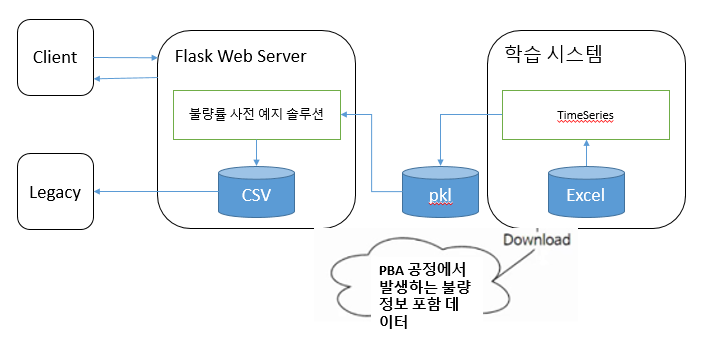 Client
Flask Web Server
학습 시스템
불량률 사전 예지 솔루션
TimeSeries
Legacy
CSV
pkl
Excel
Download
PBA 공정에서
발생하는 불량
정보 포함 데
이터